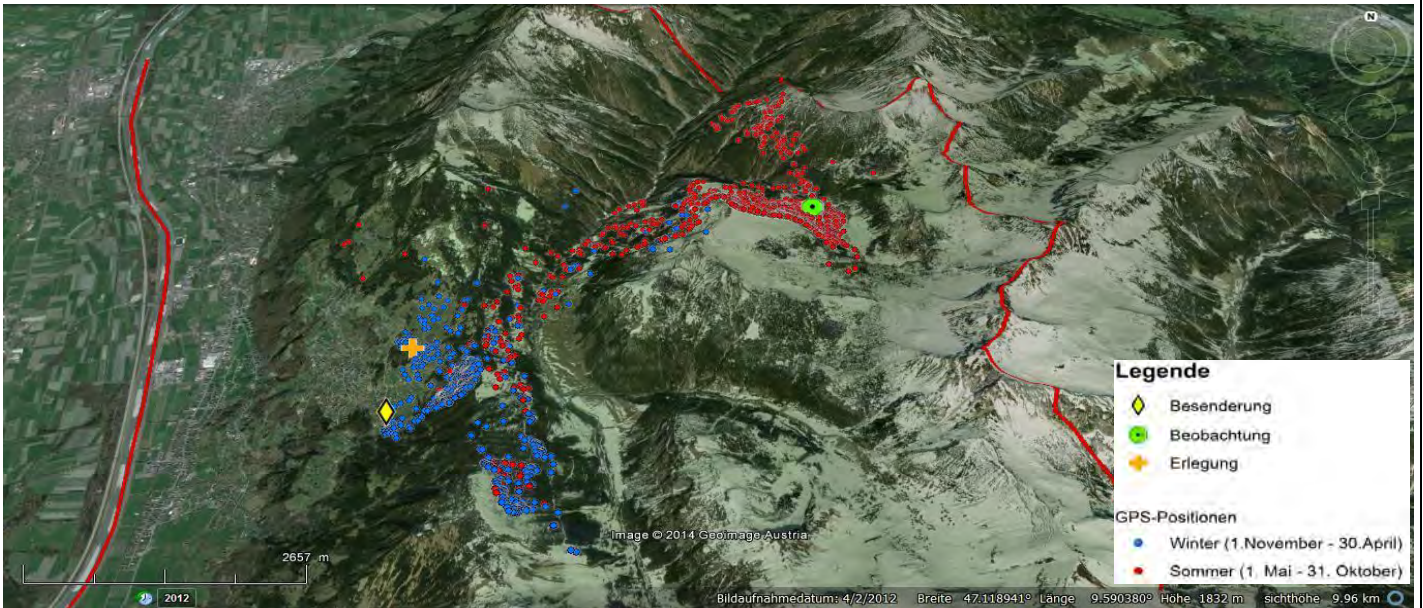 N
Legende
Besenderung
Beobachtung
Erlegung
GPS-Positionen
Winter (1.November - 30.April)
Sommer (1. Mai - 31. Oktober)
Image © 2014 Geoimage Austria
2657 m
2012
Bildaufnahmedatum: 4/2/2012 Breite 47.118941° Länge 9.590380° Höhe 1832 m sichthöhe 9.96 km